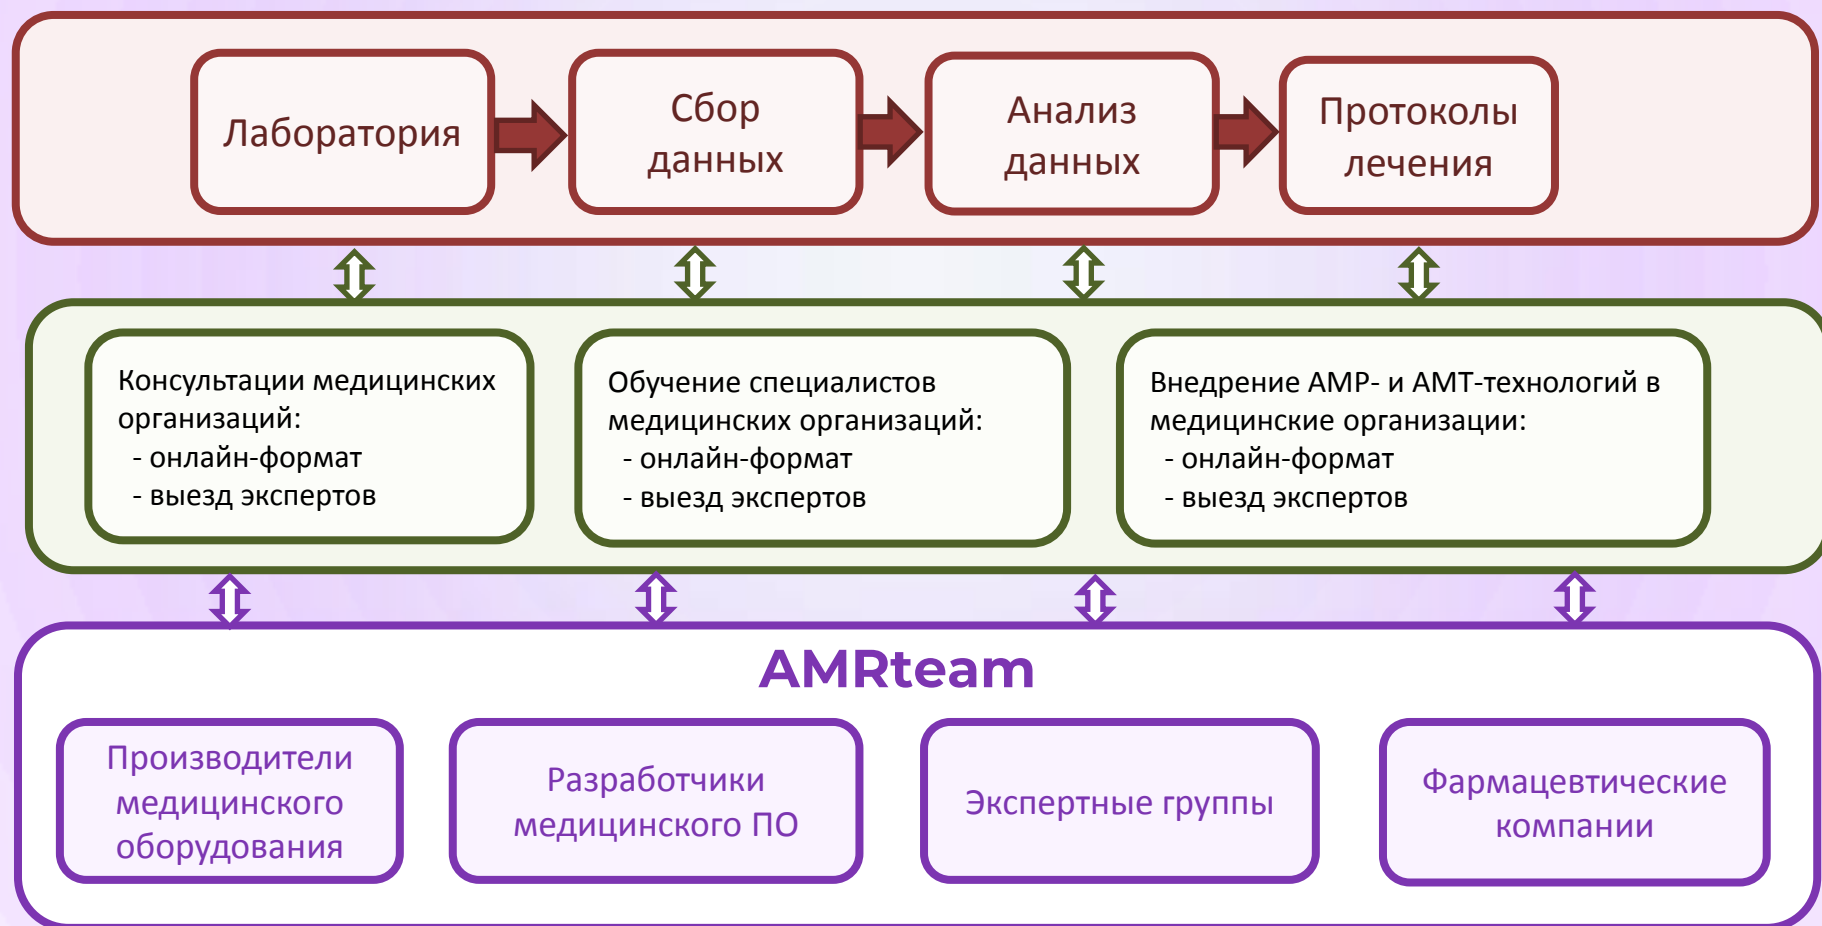 Лаборатория
Сбор
данных
Анализ
данных
Протоколы
лечения
Консультации медицинских
организаций:
- онлайн-формат
- выезд экспертов
Обучение специалистов
медицинских организаций:
- онлайн-формат
- выезд экспертов
Внедрение АМР- и АМТ-технологий в
медицинские организации:
- онлайн-формат
- выезд экспертов
AMRteam
Производители
медицинского
оборудования
Разработчики
медицинского ПО
Экспертные группы
Фармацевтические
компании